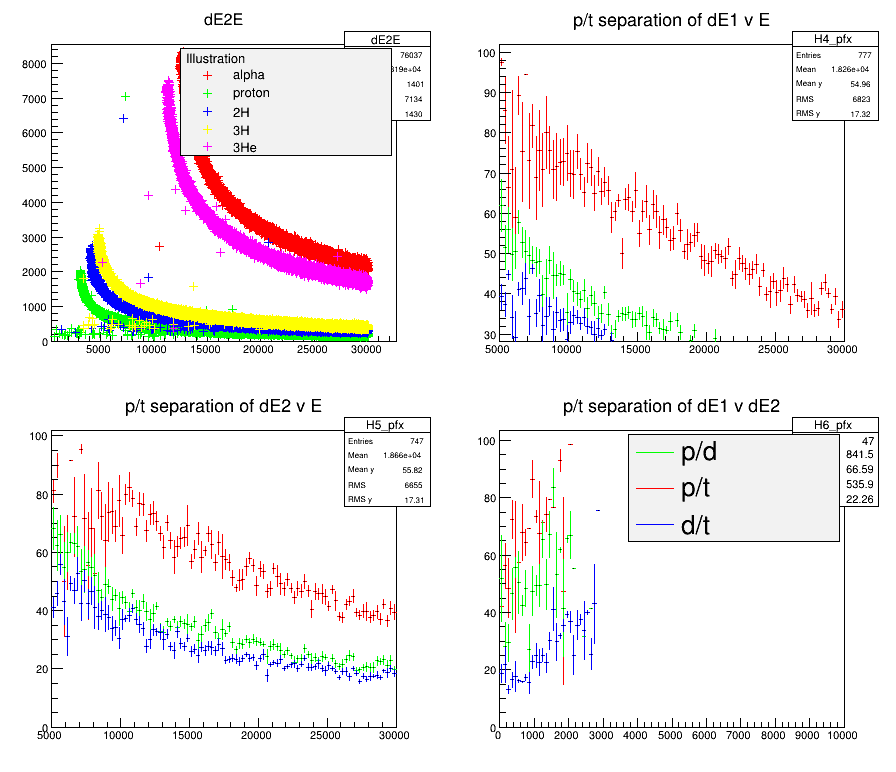 dE2E
dE2E
76037
19e+04
1401
7134
1430
Illustration
alpha
proton
2H
3H
3He
8000
7000
6000
5000
4000
3000
2000
1000
0
5000 10000 15000 20000 25000 30000
p/t separation of dE1 v E
H4_pfx
Entries 777
Mean 1.826e+04
Mean y 54.96
RMS 6823
RMS y 17.32
100
90
80
70
60
50
40
30
5000 10000 15000 20000 25000 30000
p/t separation of dE2 v E
H5_pfx
Entries 747
Mean 1.866e+04
Mean y 55.82
RMS 6655
RMS y 17.31
100
80
60
40
20
0
5000 10000 15000 20000 25000 30000
p/t separation of dE1 v dE2
H6_pfx
47
841.5
66.59
535.9
22.26
p/d
p/t
d/t
100
80
60
40
20
0
0 1000 2000 3000 4000 5000 6000 7000 8000 9000 10000